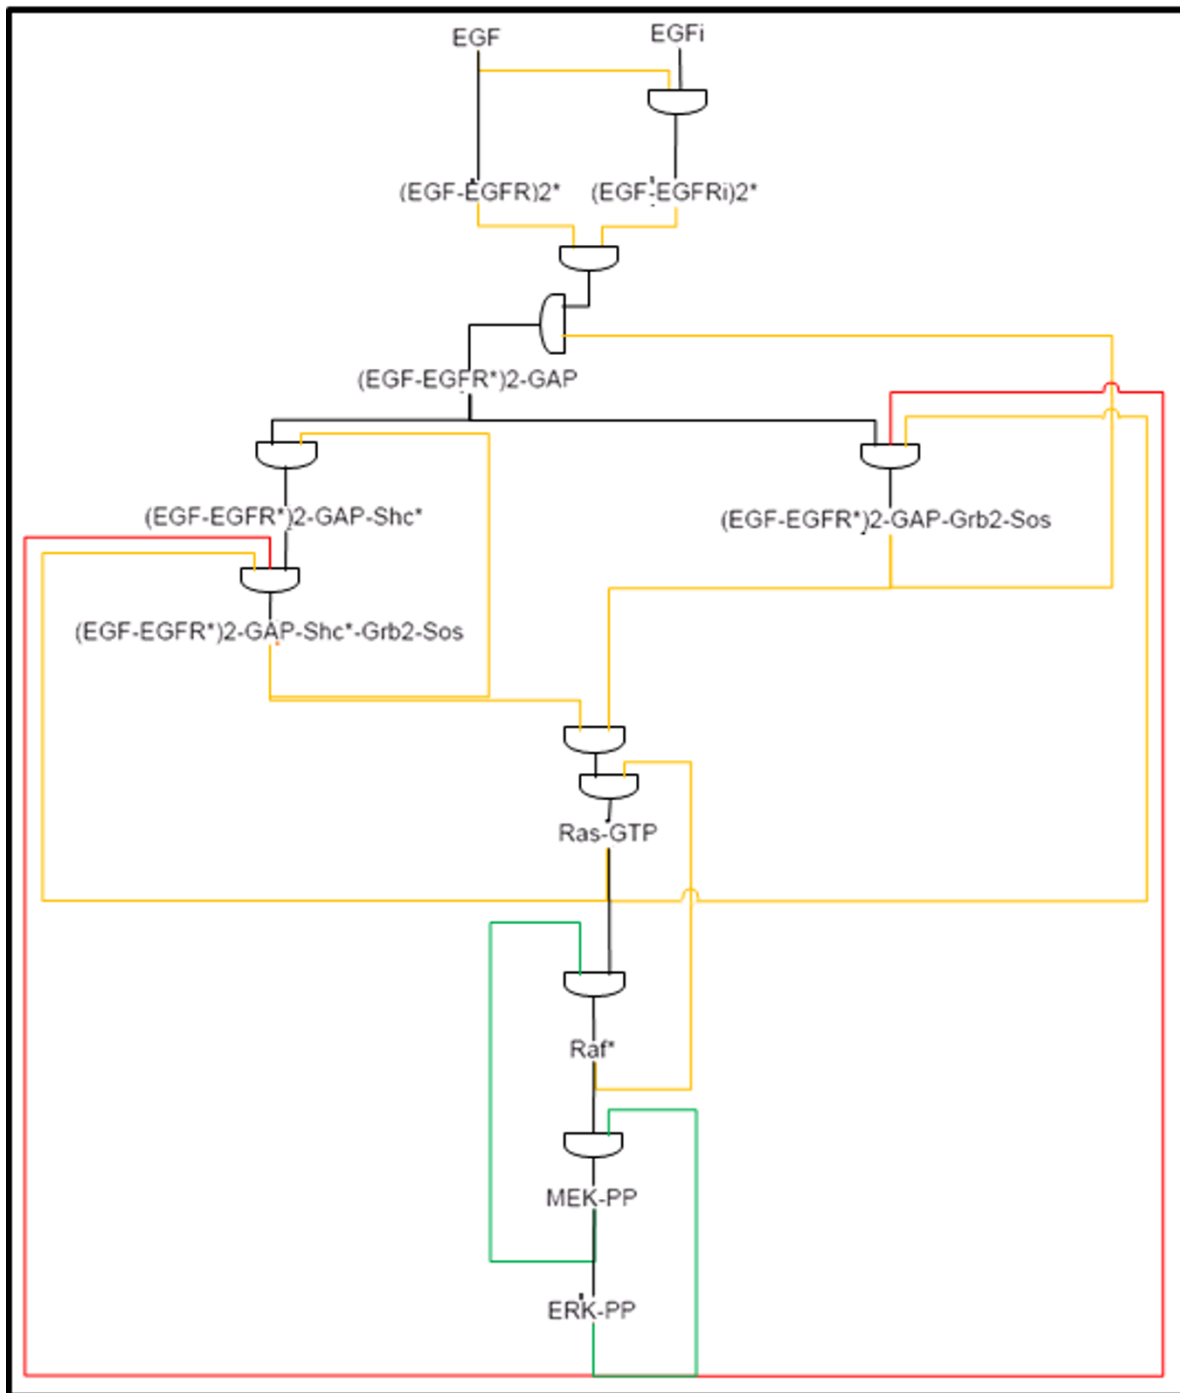 EGF
EGFi
(EGF-EGFR)2*
(EGF-EGFRi)2*
(EGF-EGFR*)2-GAP
(EGF-EGFR*)2-GAP-Shc*
(EGF-EGFR*)2-GAP-Grb2-Sos
(EGF-EGFR*)2-GAP-Shc*-Grb2-Sos
Ras-GTP
Raf*
MEK-PP
ERK-PP